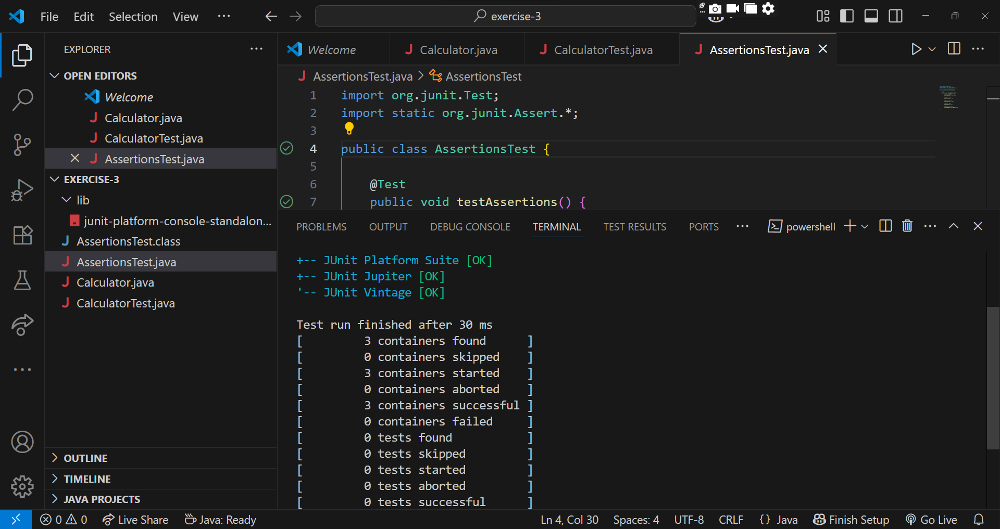 File Edit Selection View ··· exercise-3
EXPLORER ···
OPEN EDITORS
Welcome
Calculator.java
CalculatorTest.java
AssertionsTest.java
EXERCISE-3
lib
junit-platform-console-standalon...
AssertionsTest.class
AssertionsTest.java
Calculator.java
CalculatorTest.java
OUTLINE
TIMELINE
JAVA PROJECTS
Welcome Calculator.java CalculatorTest.java AssertionsTest.java
AssertionsTest.java > AssertionsTest
1 import org.junit.Test;
2 import static org.junit.Assert.*;
3
4 public class AssertionsTest {
5
6 @Test
7 public void testAssertions() {
PROBLEMS OUTPUT DEBUG CONSOLE TERMINAL TEST RESULTS PORTS ··· powershell
+-- JUnit Platform Suite [OK]
+-- JUnit Jupiter [OK]
'-- JUnit Vintage [OK]
Test run finished after 30 ms
[ 3 containers found ]
[ 0 containers skipped ]
[ 3 containers started ]
[ 0 containers aborted ]
[ 3 containers successful ]
[ 0 containers failed ]
[ 0 tests found ]
[ 0 tests skipped ]
[ 0 tests started ]
[ 0 tests aborted ]
[ 0 tests successful ]
0 0 Live Share Java: Ready Ln 4, Col 30 Spaces: 4 UTF-8 CRLF {} Java Finish Setup Go Live